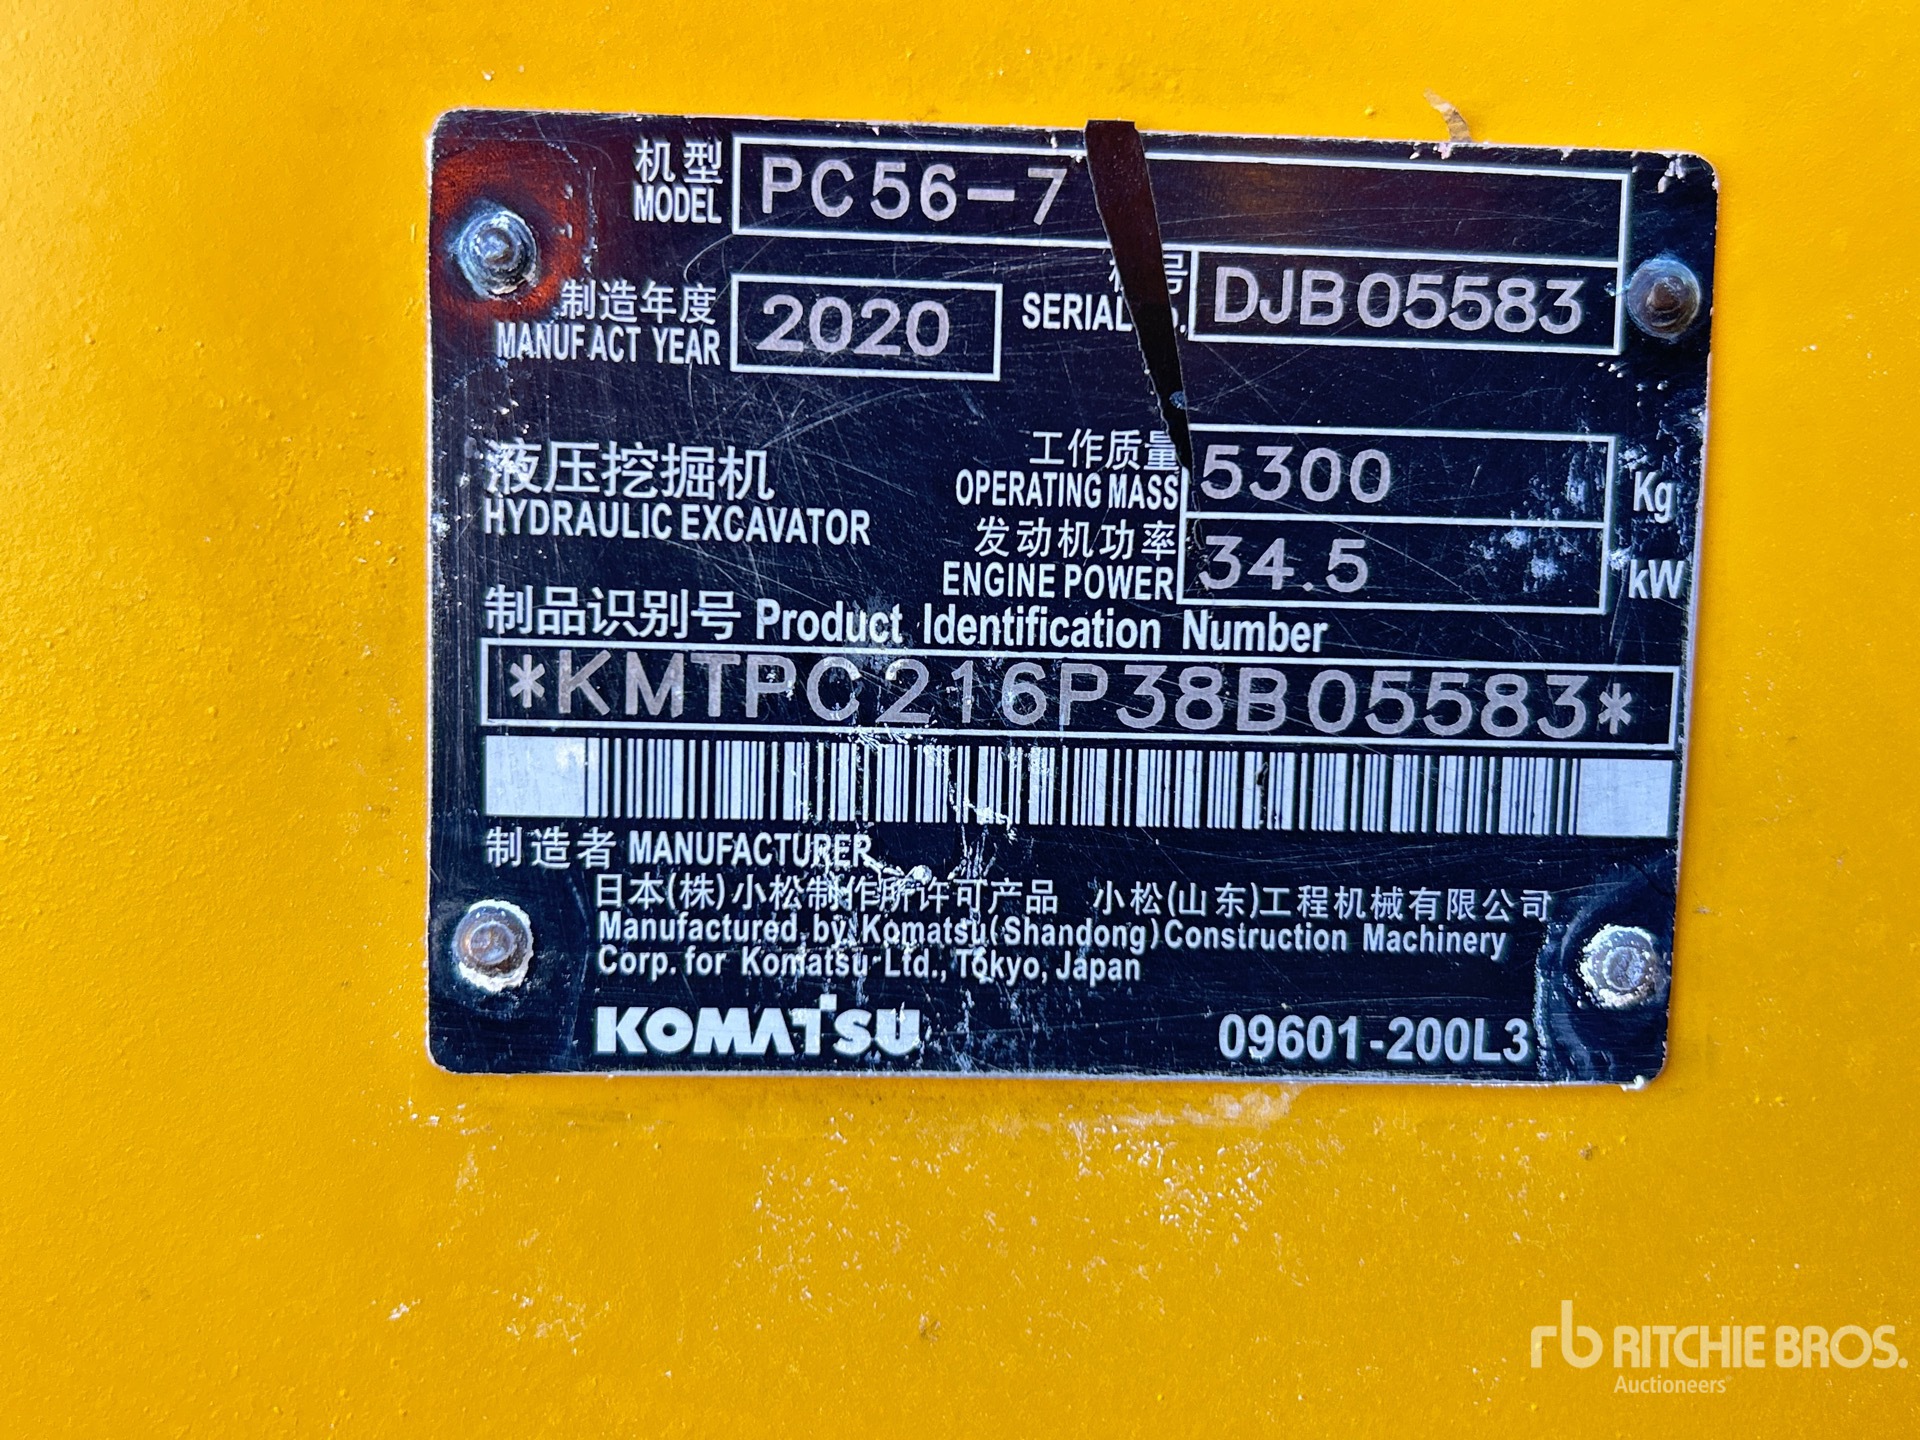 机型
MODEL
PC56-7
制造年度
MANUFACT YEAR
2020
号
SERIAL
DJB05583
液压挖掘机
HYDRAULIC EXCAVATOR
工作质量
OPERATING MASS
5300
Kg
发动机功率
ENGINE POWER
34.5
kW
制品识别号 Product Identification Number
*KMTPC216P38B05583*
制造者 MANUFACTURER
日本(株)小松制作所许可产品 小松(山东)工程机械有限公司
Manufactured by Komatsu(Shandong)Construction Machinery
Corp. for Komatsu Ltd., Tokyo, Japan
KOMATSU
09601-200L3
rb RITCHIE BROS.
Auctioneers